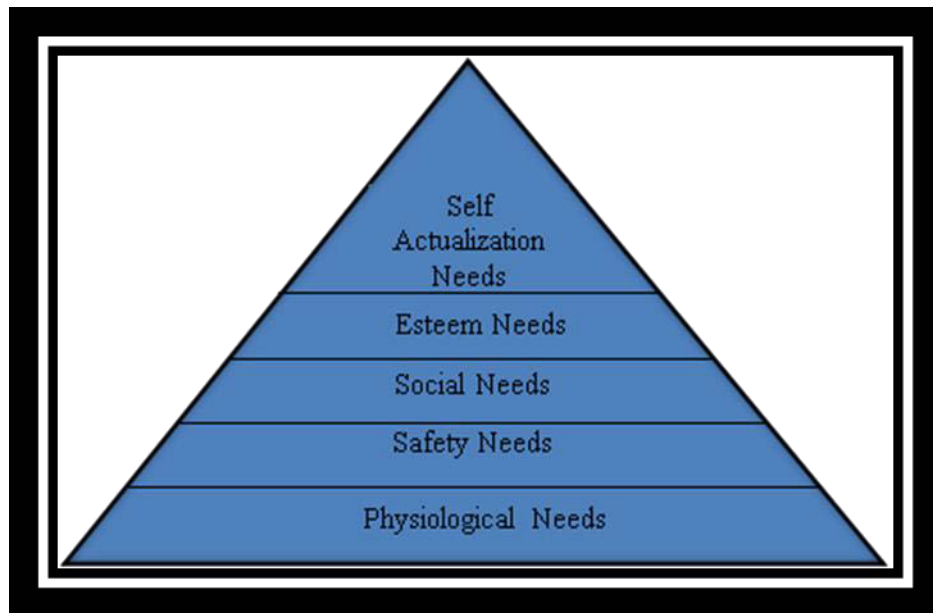 Self
Actualization
Needs
Esteem Needs
Social Needs
Safety Needs
Physiological Needs